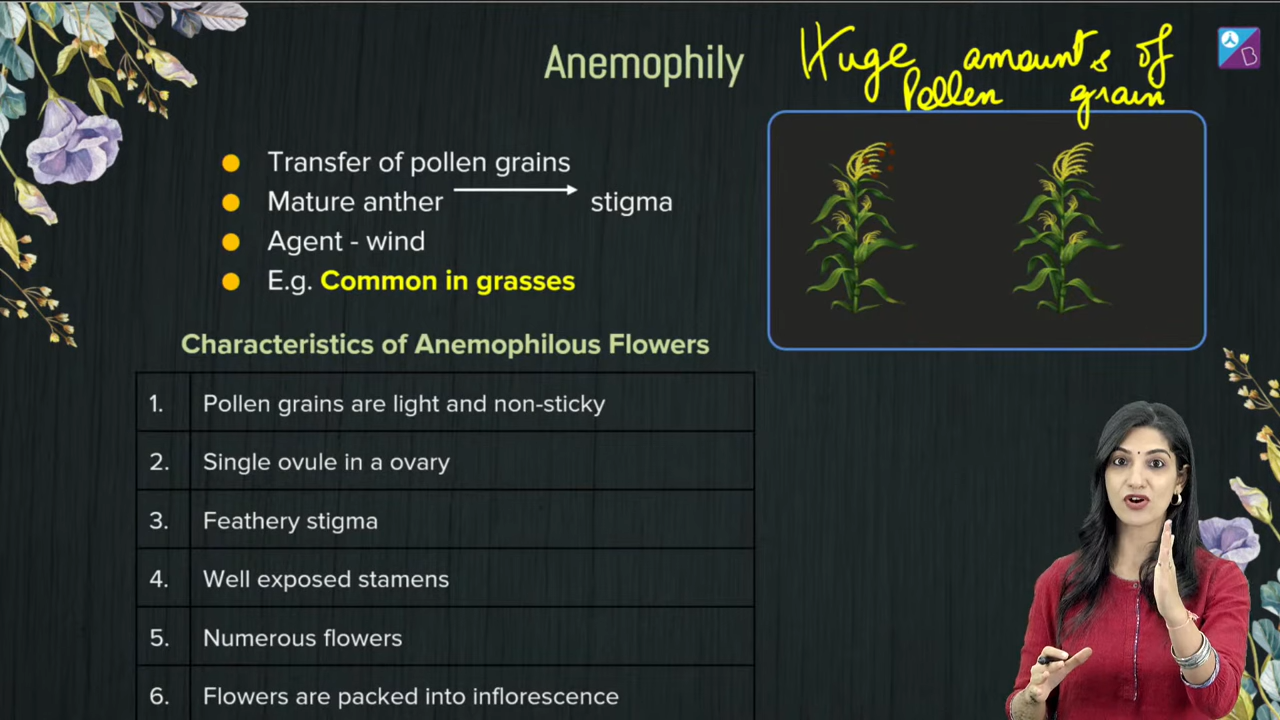 Anemophily
Huge amounts of
Pollen grain
Transfer of pollen grains
Mature anther stigma
Agent - wind
E.g. Common in grasses
Characteristics of Anemophilous Flowers
1. Pollen grains are light and non-sticky
2. Single ovule in a ovary
3. Feathery stigma
4. Well exposed stamens
5. Numerous flowers
6. Flowers are packed into inflorescence
B